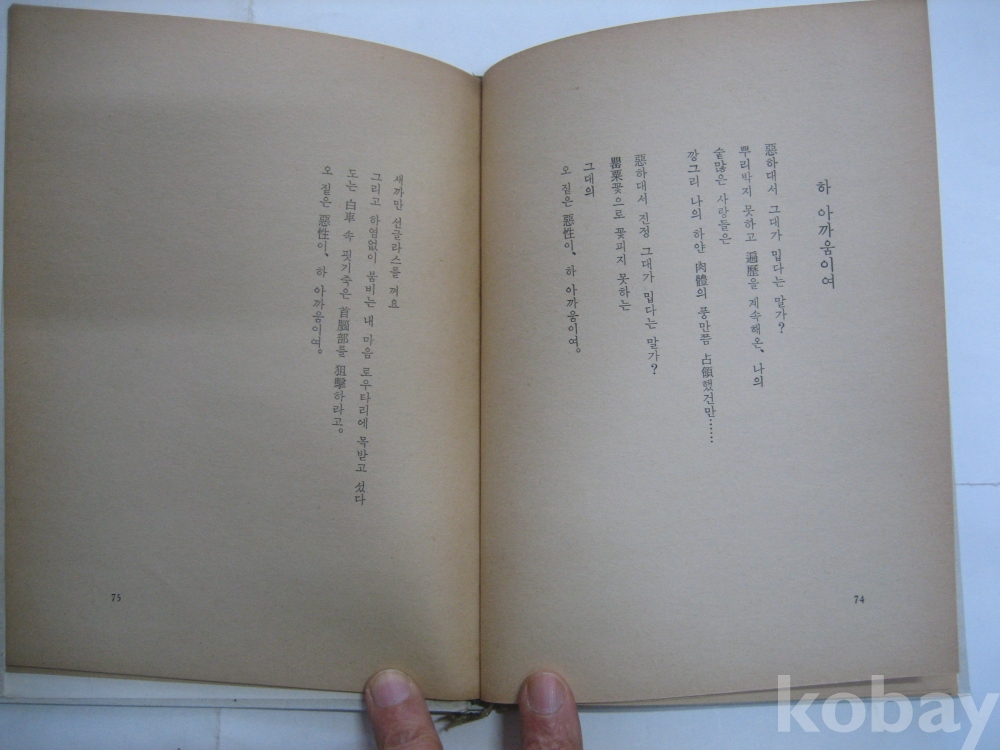 하 아까움이여
惡하대서 그대가 밉다는 말가?
뿌리박지 못하고 遍歷을 계속해온, 나의
숱많은 사랑들은
깡그리 나의 하얀 肉體의 풍만쯤 占領했건만……
惡하대서 진정 그대가 밉다는 말가?
罌粟꽃으로 꽃피지 못하는
그대의
오 짙은 惡性이, 하 아까움이여。
74
새까만 선글라스를 껴요
그리고 하염없이 붐비는 내 마음 로우타리에 목받고 섰다
도는 白車 속 핏기죽은 首腦部를 狙擊하라고。
오 짙은 惡性이, 하 아까움이여。
75
kobay